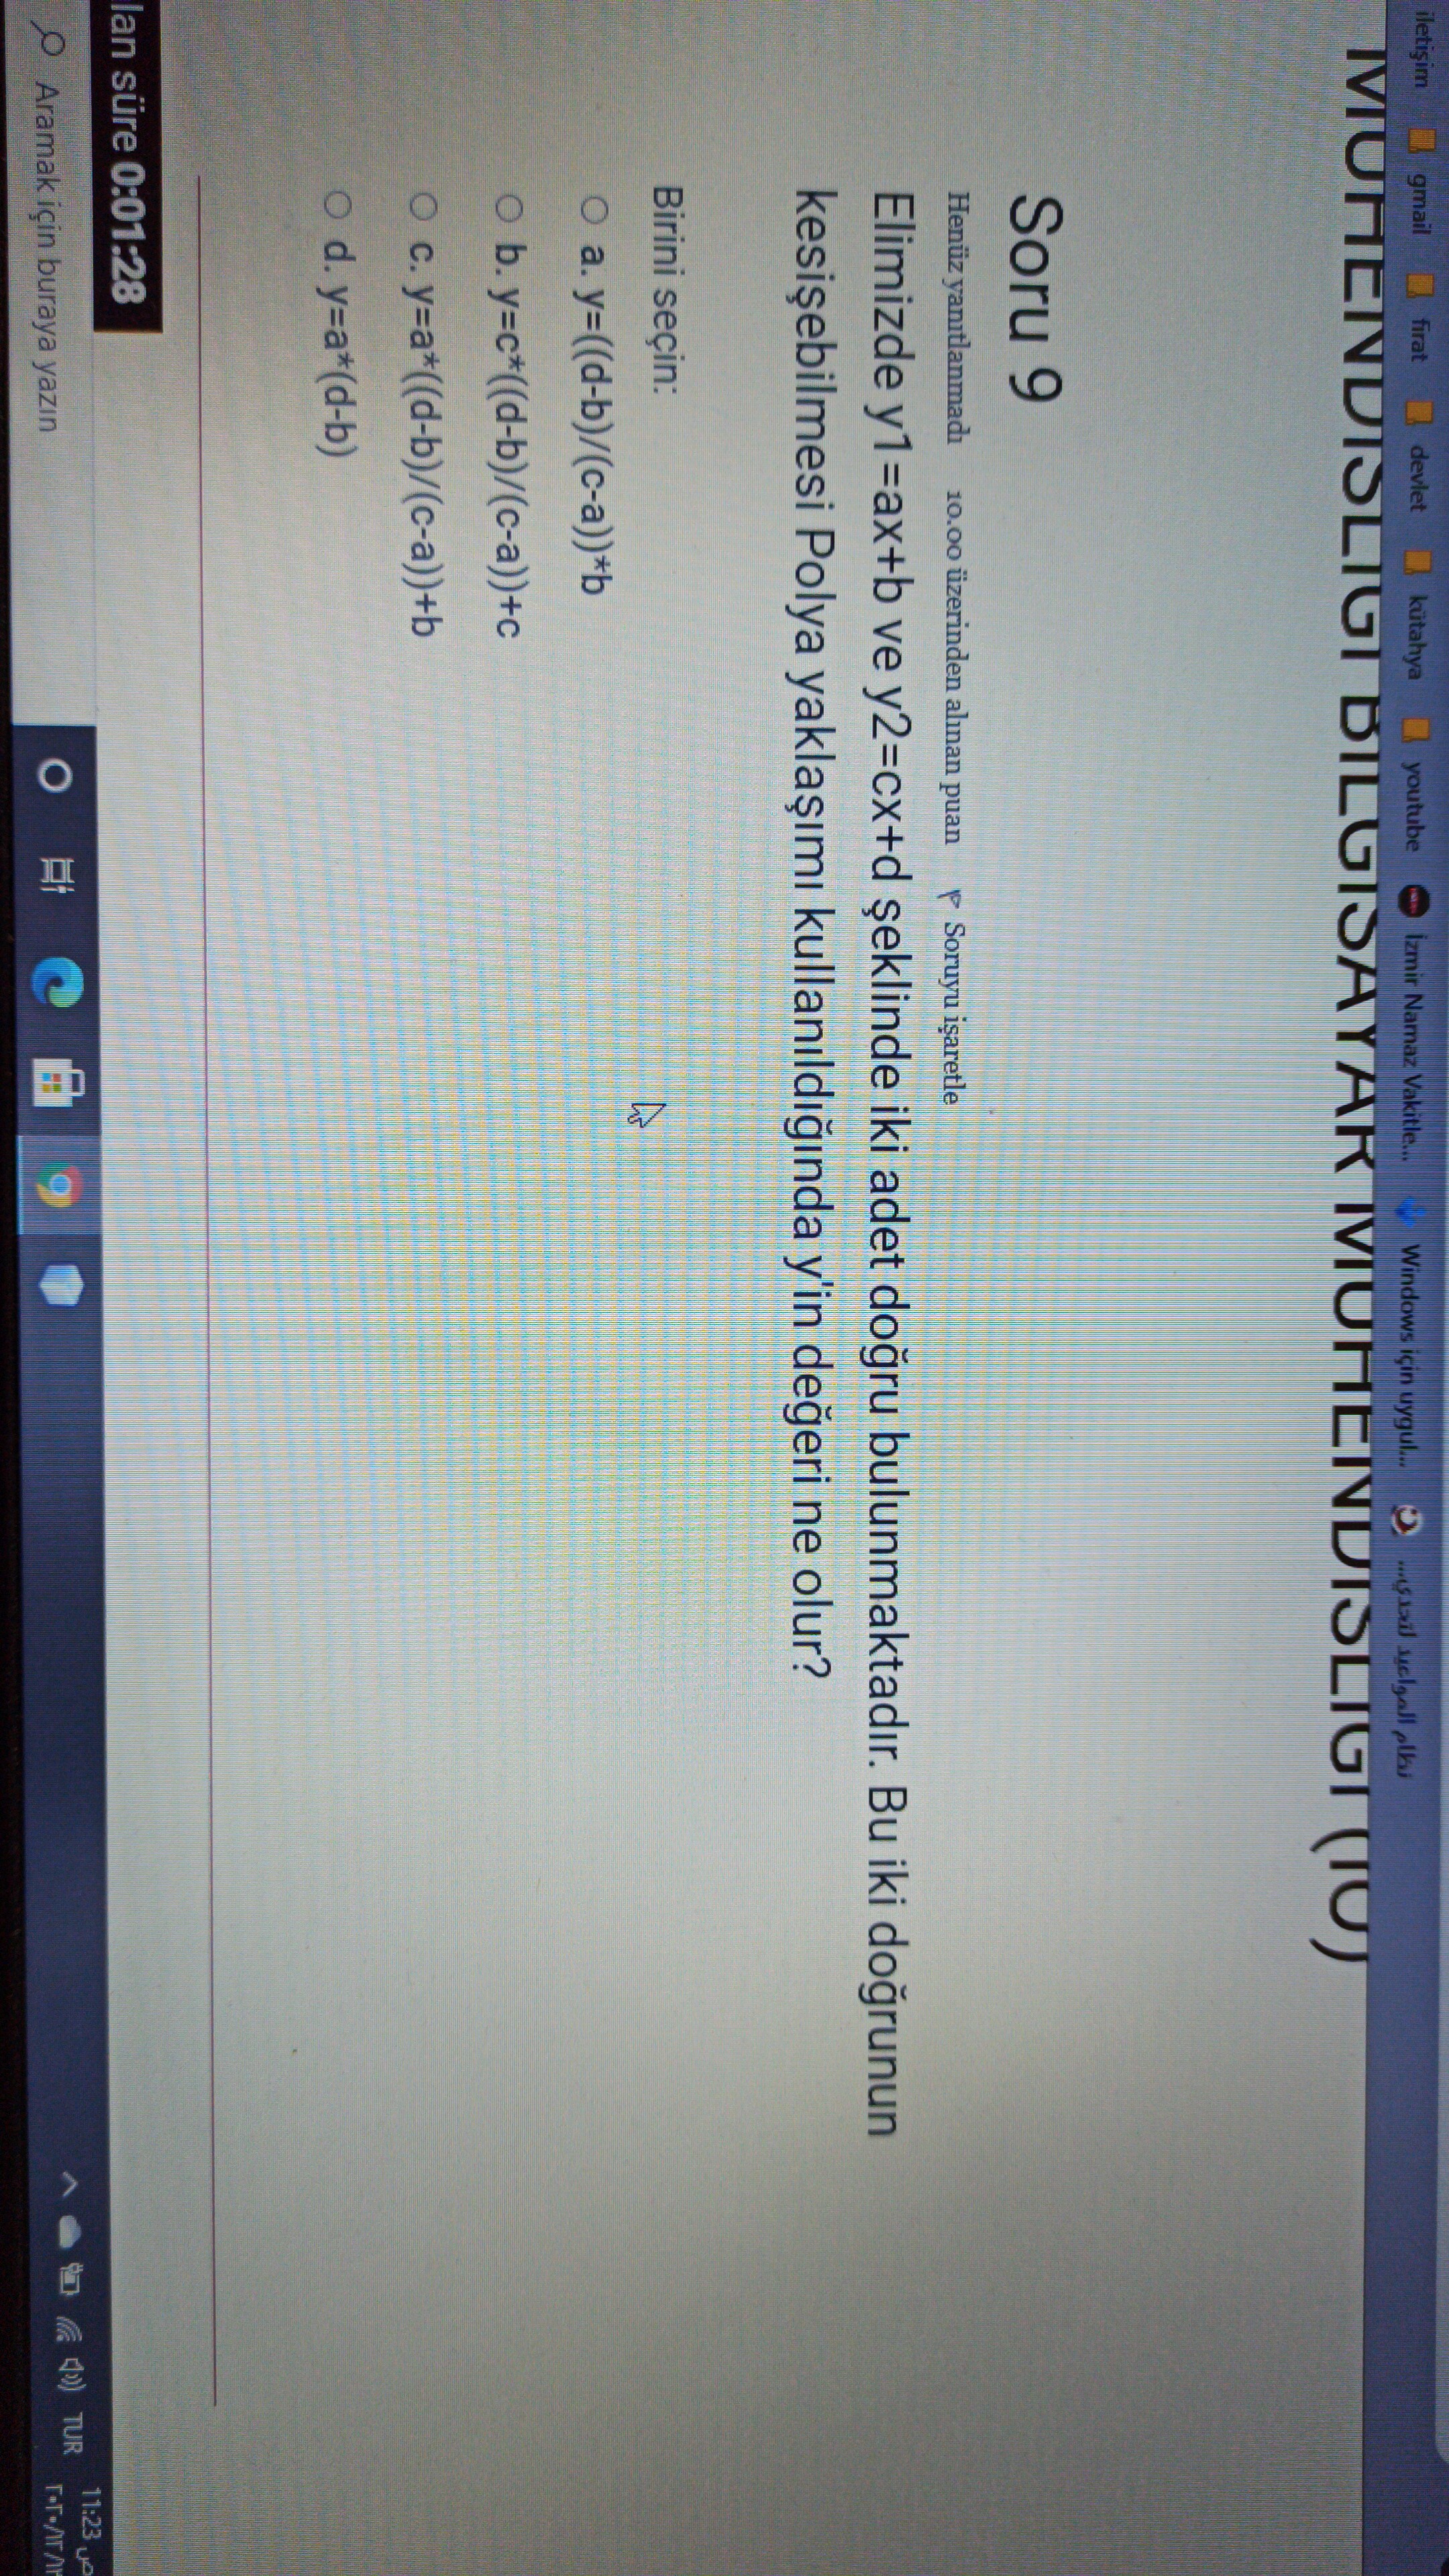 iletişim gmail firat devlet kütahya youtube İzmir Namaz Vakitle... Windows için uygul... نظام المواعيد لتحدي...
MÜHENDİSLİĞİ BİLGİSAYAR MÜHENDİSLİĞİ (İÖ)
Soru 9
Henüz yanıtlanmadı 10.00 üzerinden alınan puan Soruyu işaretle
Elimizde y1=ax+b ve y2=cx+d şeklinde iki adet doğru bulunmaktadır. Bu iki doğrunun
kesişebilmesi Polya yaklaşımı kullanıldığında y'in değeri ne olur?
Birini seçin:
a. y=((d-b)/(c-a))*b
b. y=c*((d-b)/(c-a))+c
c. y=a*((d-b)/(c-a))+b
d. y=a*(d-b)
lan süre 0:01:28
Aramak için buraya yazın
TUR
11:23 ص